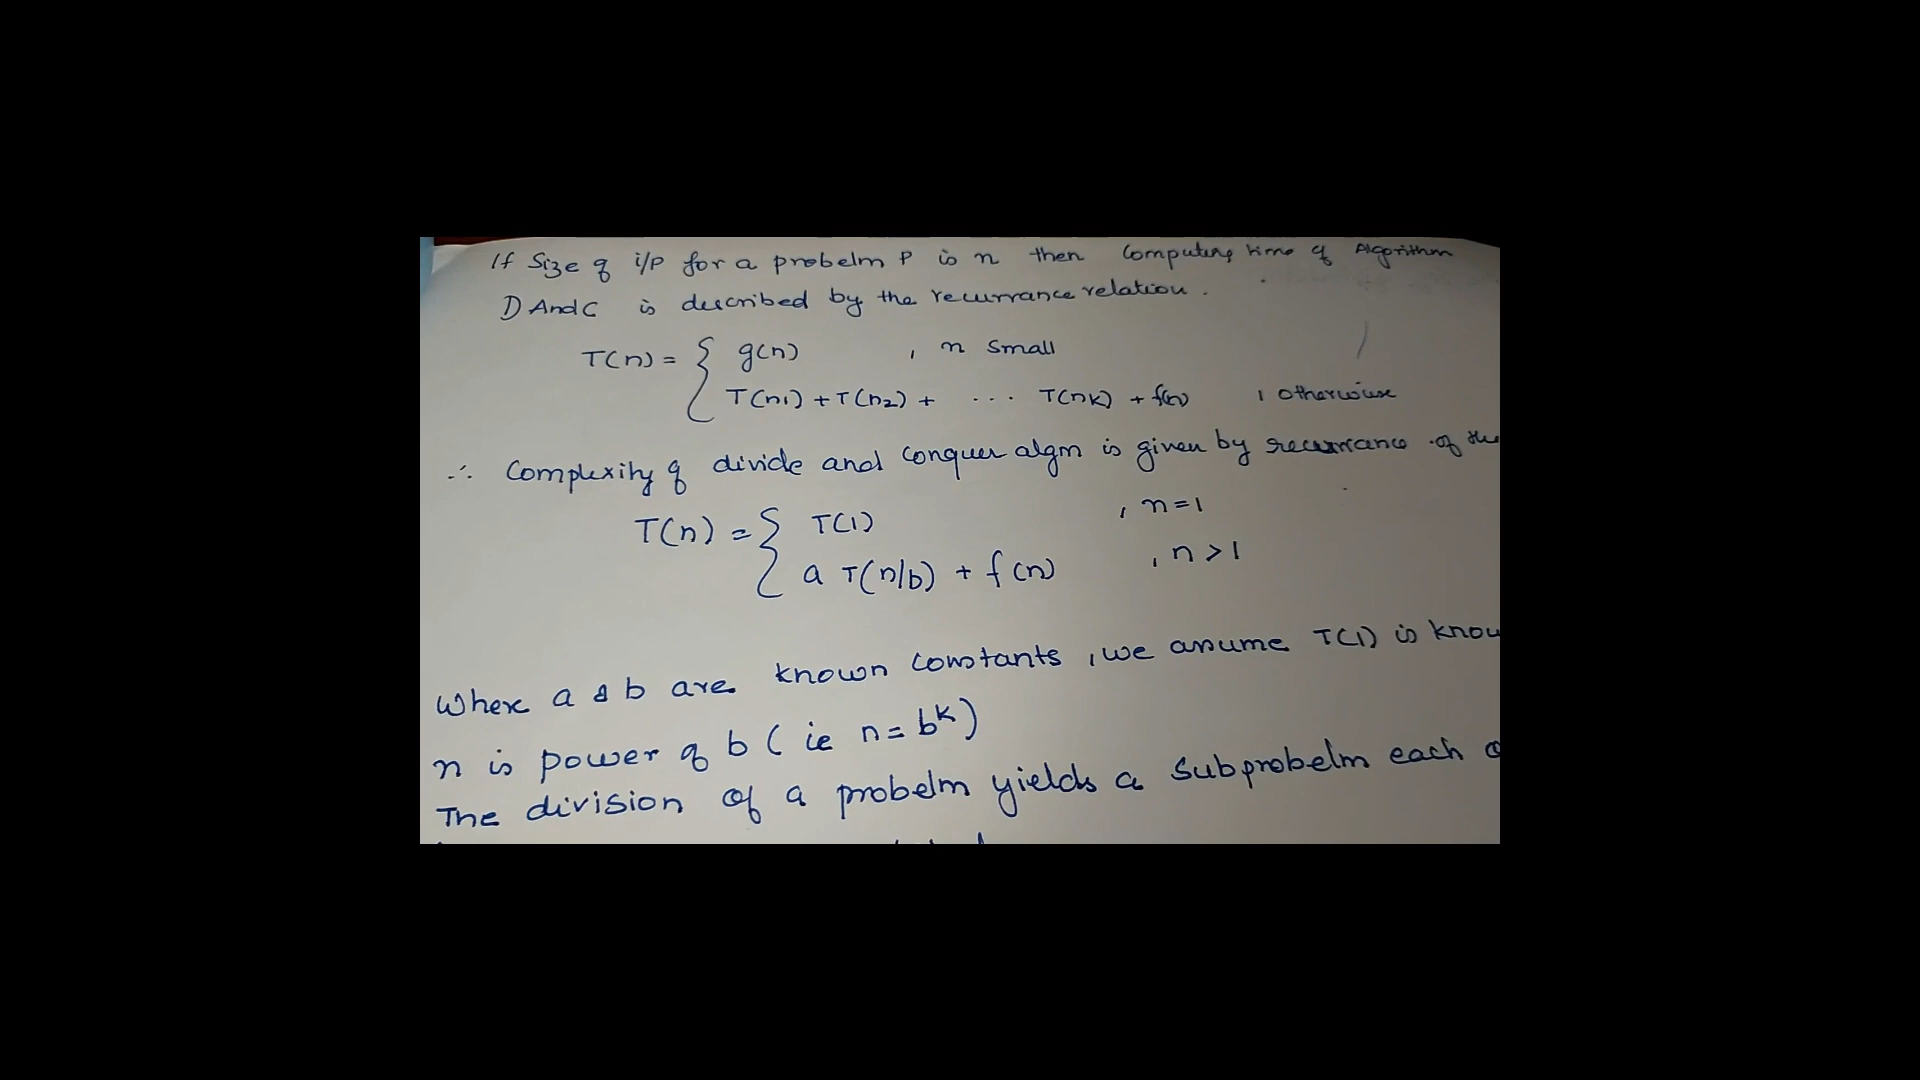 If Size of i/p for a probelm P is n then Computing time of Algorithm
DAndC is described by the recurrance relation.
T(n) = { g(n) , n small
T(n1) + T(n2) + ... T(nk) + f(n) , otherwise
∴ Complexity of divide and conquer algm is given by recurrance of the
T(n) = { T(1) , n=1
a T(n/b) + f(n) , n>1
Where a & b are known constants, we assume T(1) is know
n is power of b (ie n = b^k)
The division of a probelm yields a subprobelm each